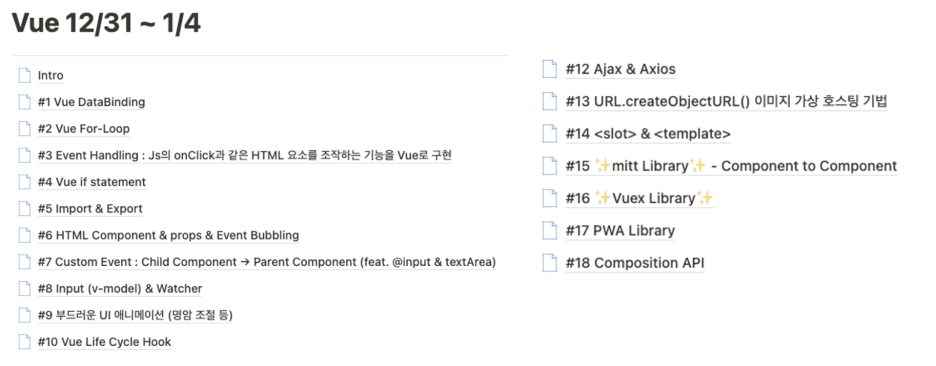 Vue 12/31 ~ 1/4
Intro
#1 Vue DataBinding
#2 Vue For-Loop
#3 Event Handling : Js의 onClick과 같은 HTML 요소를 조작하는 기능을 Vue로 구현
#4 Vue if statement
#5 Import & Export
#6 HTML Component & props & Event Bubbling
#7 Custom Event : Child Component → Parent Component (feat. @input & textArea)
#8 Input (v-model) & Watcher
#9 부드러운 UI 애니메이션 (명암 조절 등)
#10 Vue Life Cycle Hook
#12 Ajax & Axios
#13 URL.createObjectURL() 이미지 가상 호스팅 기법
#14 <slot> & <template>
#15 ✨mitt Library✨ - Component to Component
#16 ✨Vuex Library✨
#17 PWA Library
#18 Composition API